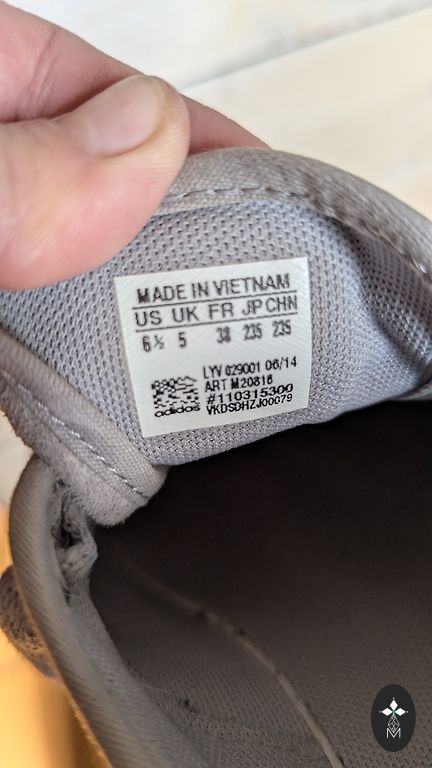 MADE IN VIETNAM
US UK FR JP CHN
6½ 5 38 235 235
LYV 029001 06/14
ART M20816
#110315300
adidas VKDSDHZJ00079
M